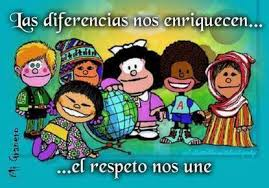 Las diferencias nos enriquecen...
A
...el respeto nos une